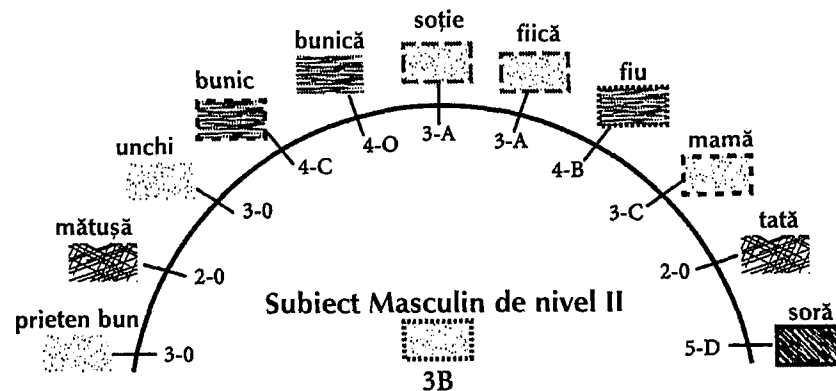 soție
fiică
bunică
fiu
bunic
mamă
unchi
tată
mătușă
soră
prieten bun
3-0
2-0
3-0
4-C
4-O
3-A
3-A
4-B
3-C
2-0
5-D
Subiect Masculin de nivel II
3B